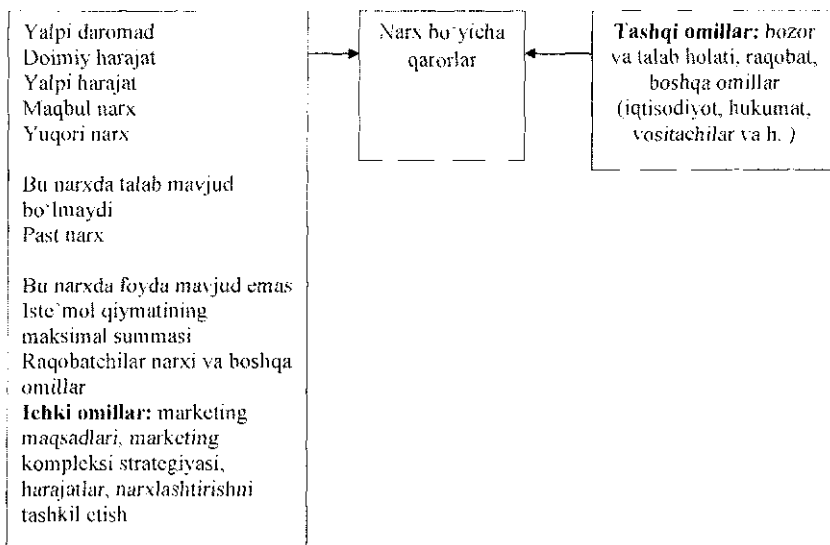 Yalpi daromad
Doimiy harajat
Yalpi harajat
Maqbul narx
Yuqori narx
Bu narxda talab mavjud
bo`lmaydi
Past narx
Bu narxda foyda mavjud emas
Iste`mol qiymatining
maksimal summasi
Raqobatchilar narxi va boshqa
omillar
Ichki omillar: marketing
maqsadlari, marketing
kompleksi strategiyasi,
harajatlar, narxlashtirishni
tashkil etish
Narx bo`yicha
qarorlar
Tashqi omillar: bozor
va talab holati, raqobat,
boshqa omillar
(iqtisodiyot, hukumat,
vositachilar va h. )